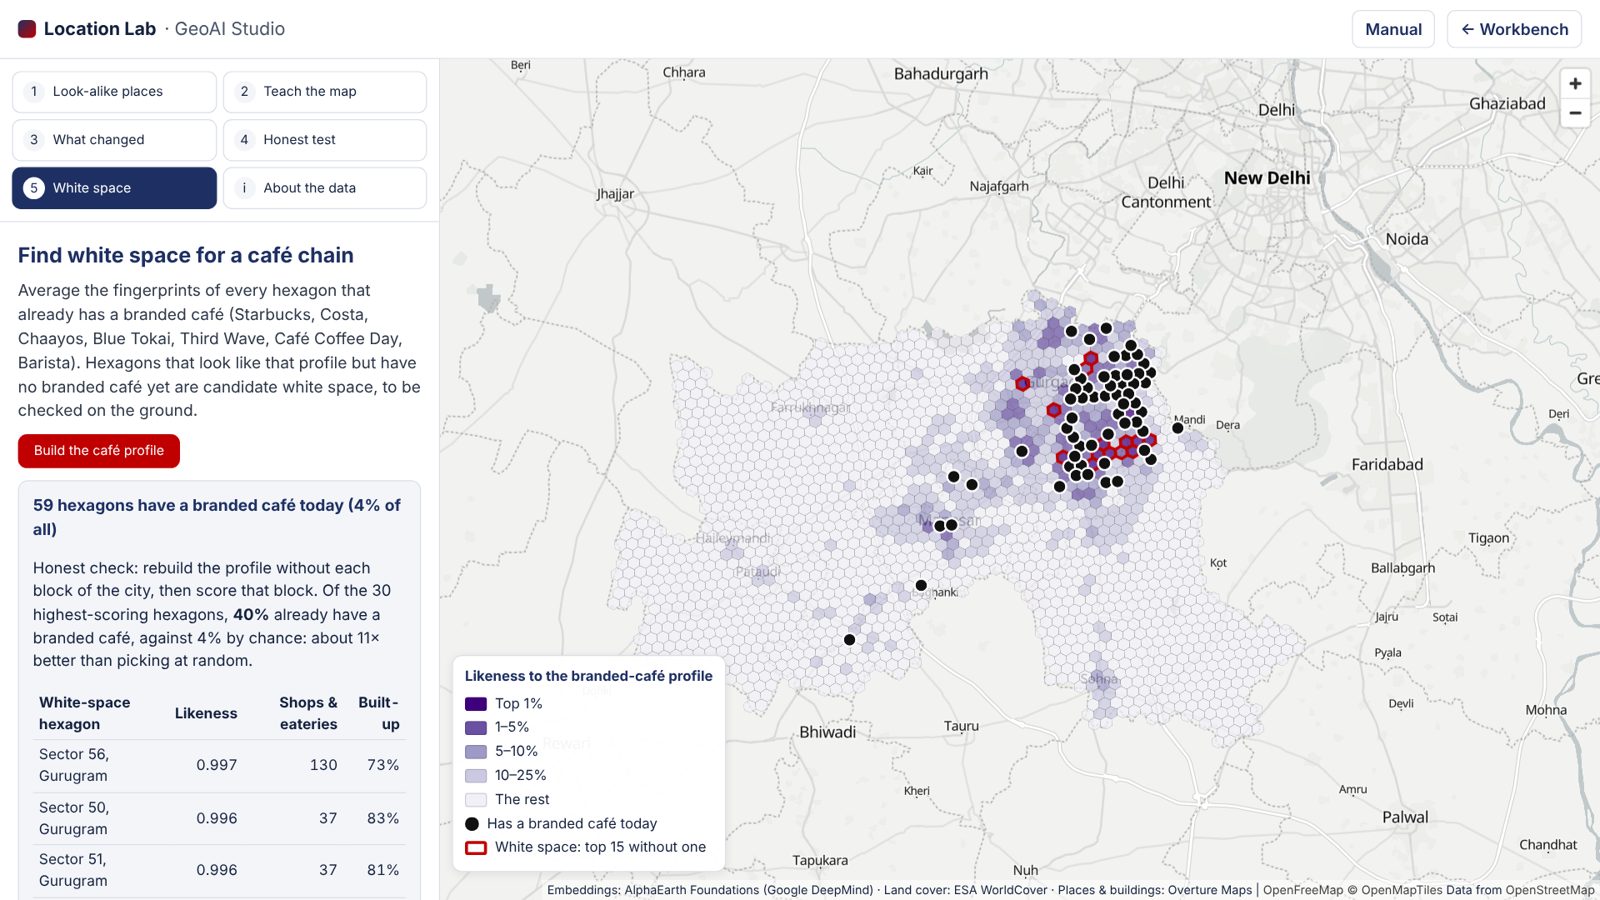 Location Lab · GeoAI Studio
Manual
← Workbench
1 Look-alike places
2 Teach the map
3 What changed
4 Honest test
5 White space
i About the data
Find white space for a café chain
Average the fingerprints of every hexagon that
already has a branded café (Starbucks, Costa,
Chaayos, Blue Tokai, Third Wave, Café Coffee Day,
Barista). Hexagons that look like that profile but have
no branded café yet are candidate white space, to be
checked on the ground.
Build the café profile
59 hexagons have a branded café today (4% of
all)
Honest check: rebuild the profile without each
block of the city, then score that block. Of the 30
highest-scoring hexagons, 40% already have a
branded café, against 4% by chance: about 11×
better than picking at random.
White-space hexagon Likeness Shops & eateries Built-up
Sector 56, Gurugram 0.997 130 73%
Sector 50, Gurugram 0.996 37 83%
Sector 51, Gurugram 0.996 37 81%
+
−
Beri
Chhara
Bahadurgarh
Delhi
Ghaziabad
Kair
Najafgarh
Delhi
Cantonment
New Delhi
Jhajjar
Noida
Gre
Farrukhnagar
Mandi
Dera
Deri
Faridabad
Haileymandi
Pataudi
Tigaon
Kot
Ballabgarh
Jajru
Sotai
Pyala
Sohna
Devli
Mohna
Tauru
Bhiwadi
Rewari
Kheri
Amru
Palwal
Chandhat
Tapukara
Nuh
Likeness to the branded-café profile
Top 1%
1–5%
5–10%
10–25%
The rest
Has a branded café today
White space: top 15 without one
Embeddings: AlphaEarth Foundations (Google DeepMind) · Land cover: ESA WorldCover · Places & buildings: Overture Maps | OpenFreeMap © OpenMapTiles Data from OpenStreetMap